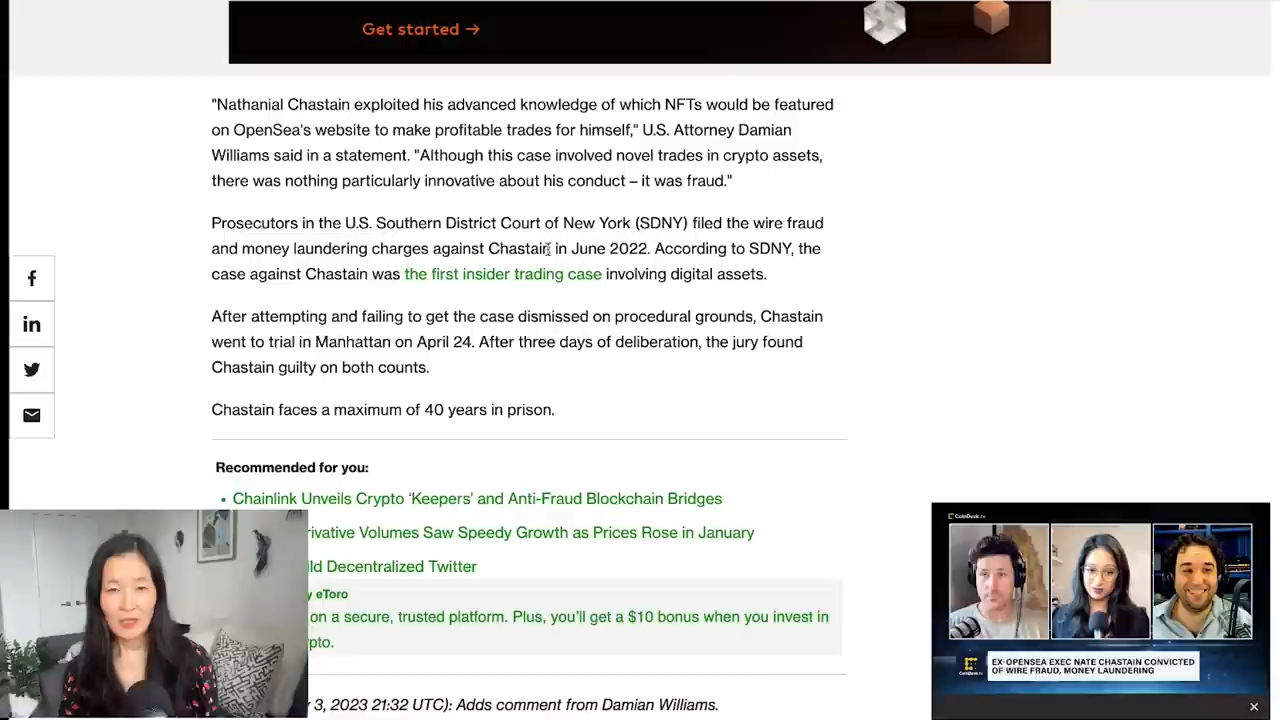 Get started →
"Nathanial Chastain exploited his advanced knowledge of which NFTs would be featured
on OpenSea's website to make profitable trades for himself," U.S. Attorney Damian
Williams said in a statement. "Although this case involved novel trades in crypto assets,
there was nothing particularly innovative about his conduct – it was fraud."
Prosecutors in the U.S. Southern District Court of New York (SDNY) filed the wire fraud
and money laundering charges against Chastain in June 2022. According to SDNY, the
case against Chastain was the first insider trading case involving digital assets.
After attempting and failing to get the case dismissed on procedural grounds, Chastain
went to trial in Manhattan on April 24. After three days of deliberation, the jury found
Chastain guilty on both counts.
Chastain faces a maximum of 40 years in prison.
Recommended for you:
• Chainlink Unveils Crypto ‘Keepers’ and Anti-Fraud Blockchain Bridges
rivative Volumes Saw Speedy Growth as Prices Rose in January
ild Decentralized Twitter
y eToro
on a secure, trusted platform. Plus, you’ll get a $10 bonus when you invest in
pto.
3, 2023 21:32 UTC): Adds comment from Damian Williams.
CoinDesk.tv
EX-OPENSEA EXEC NATE CHASTAIN CONVICTED
OF WIRE FRAUD, MONEY LAUNDERING
CoinDesk.tv